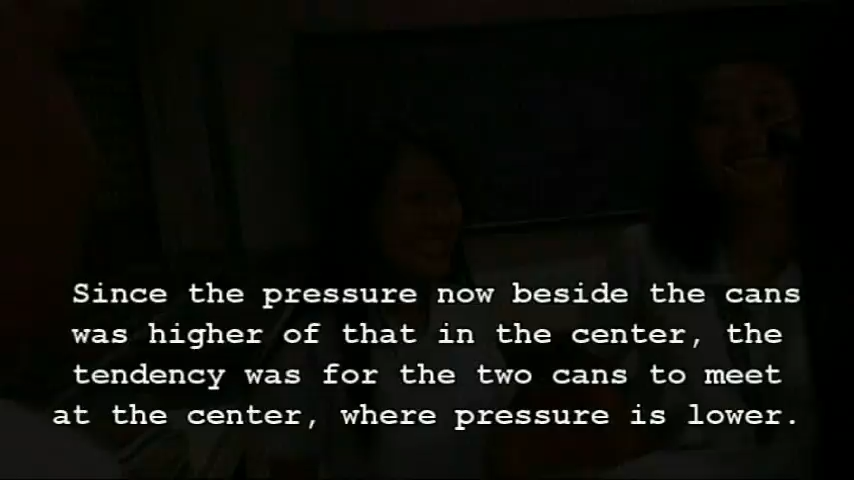 Since the pressure now beside the cans
was higher of that in the center, the
tendency was for the two cans to meet
at the center, where pressure is lower.